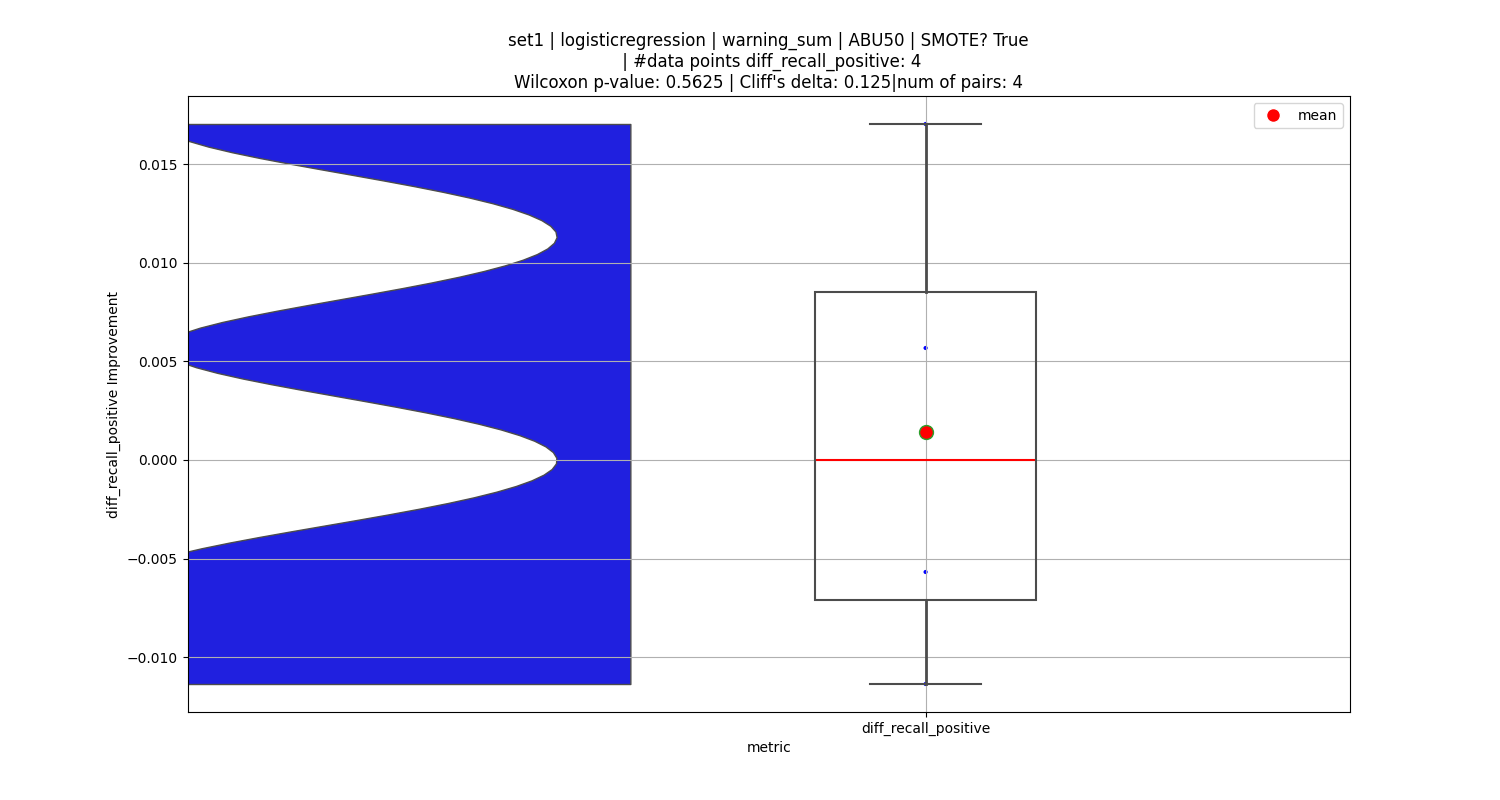 set1 | logisticregression | warning_sum | ABU50 | SMOTE? True
| #data points diff_recall_positive: 4
Wilcoxon p-value: 0.5625 | Cliff's delta: 0.125|num of pairs: 4
mean
0.015
0.010
0.005
0.000
−0.005
−0.010
diff_recall_positive Improvement
diff_recall_positive
metric